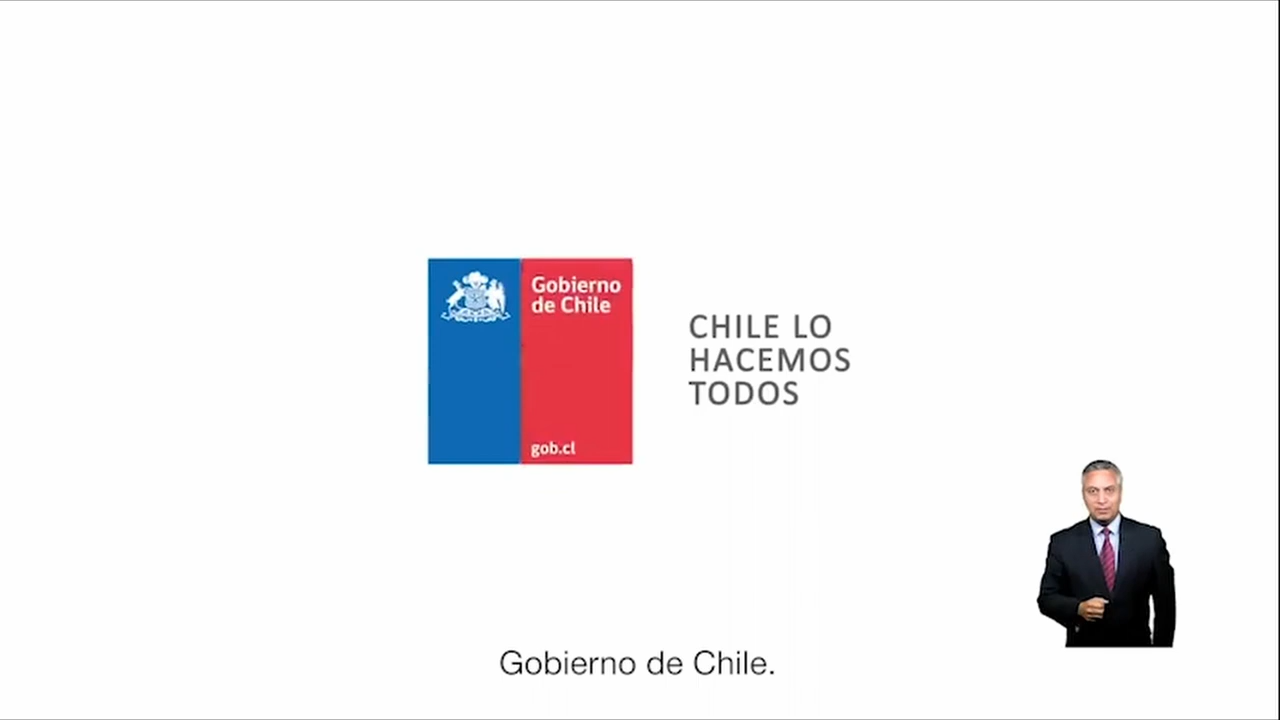 Gobierno
de Chile
gob.cl
CHILE LO
HACEMOS
TODOS
Gobierno de Chile.